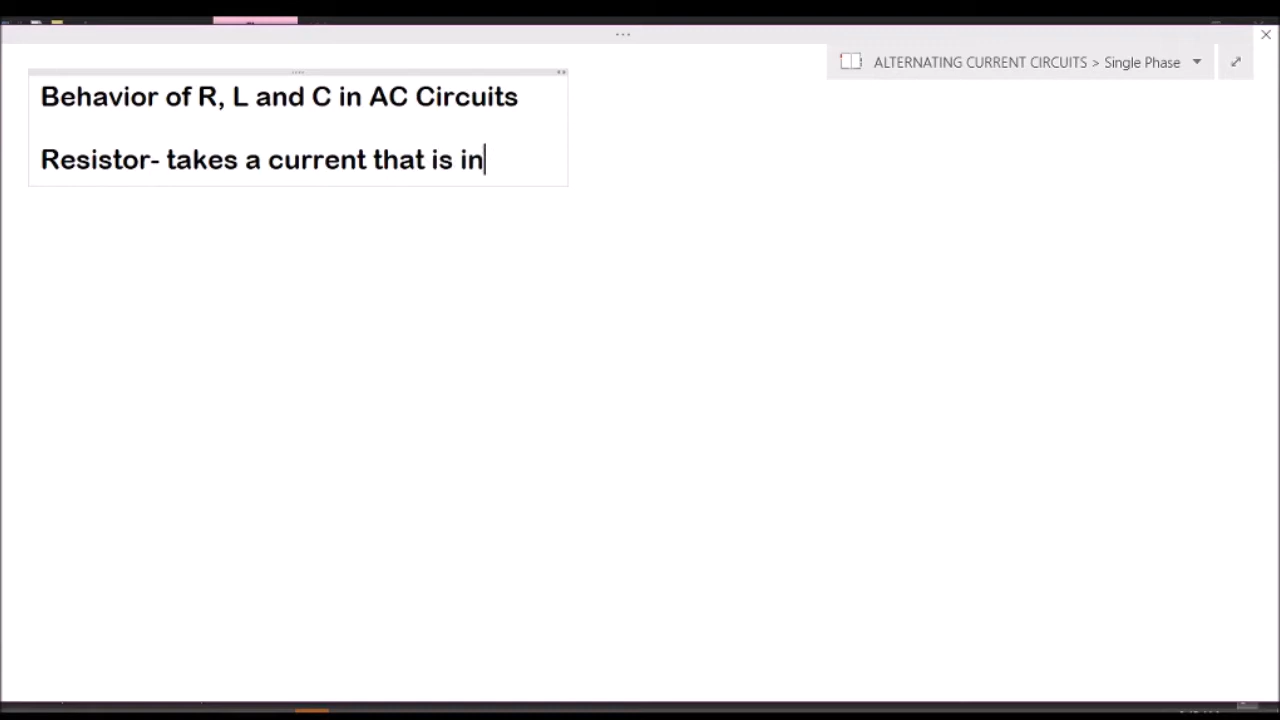 ALTERNATING CURRENT CIRCUITS > Single Phase
Behavior of R, L and C in AC Circuits
Resistor- takes a current that is in